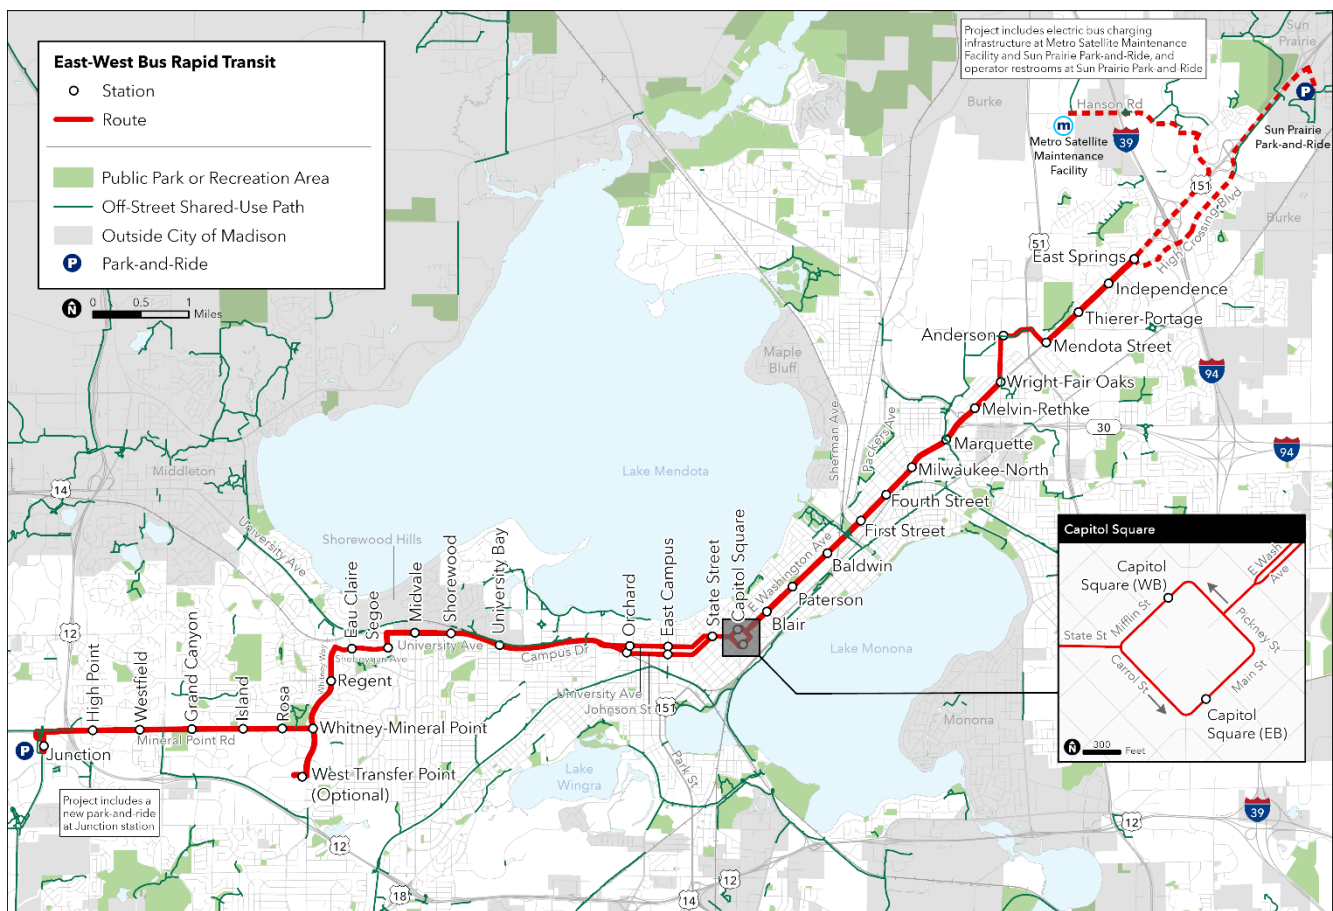 East-West Bus Rapid Transit
Station
Route
Public Park or Recreation Area
Off-Street Shared-Use Path
Outside City of Madison
P
Park-and-Ride
N
0 0.5 1
Miles
Project includes electric bus charging
infrastructure at Metro Satellite Maintenance
Facility and Sun Prairie Park-and-Ride, and
operator restrooms at Sun Prairie Park-and-Ride
Sun
Prairie
Burke
Hanson Rd
P
m
39
Sun Prairie
Park-and-Ride
Metro Satellite
Maintenance
Facility
151
Burke
High Crossing Blvd
51
East Springs
Independence
Thierer-Portage
Anderson
Mendota Street
Maple
Bluff
94
Wright-Fair Oaks
Melvin-Rethke
Sherman Ave
Packers Ave
30
Marquette
94
Milwaukee-North
Lake Mendota
Middleton
14
Fourth Street
First Street
University Ave
Shorewood Hills
E Washington Ave
Baldwin
Paterson
Blair
Capitol Square
State Street
East Campus
Orchard
University Bay
Shorewood
Midvale
Segoe
Eau Claire
University Ave
Campus Dr
Sheboygan Ave
Whitney Way
Lake Monona
12
High Point
Westfield
Grand Canyon
Island
Rosa
Regent
University Ave
Johnson St
151
Monona
Whitney-Mineral Point
Mineral Point Rd
P
Junction
West Transfer Point
(Optional)
Lake
Wingra
Park St
Project includes a
new park-and-ride
at Junction station
12
18
12
14
12
39
Capitol Square
Capitol
Square (WB)
E Wash
Ave
Mifflin St
State St
Pickney St
Carrol St
Main St
Capitol
Square (EB)
N
300
Feet